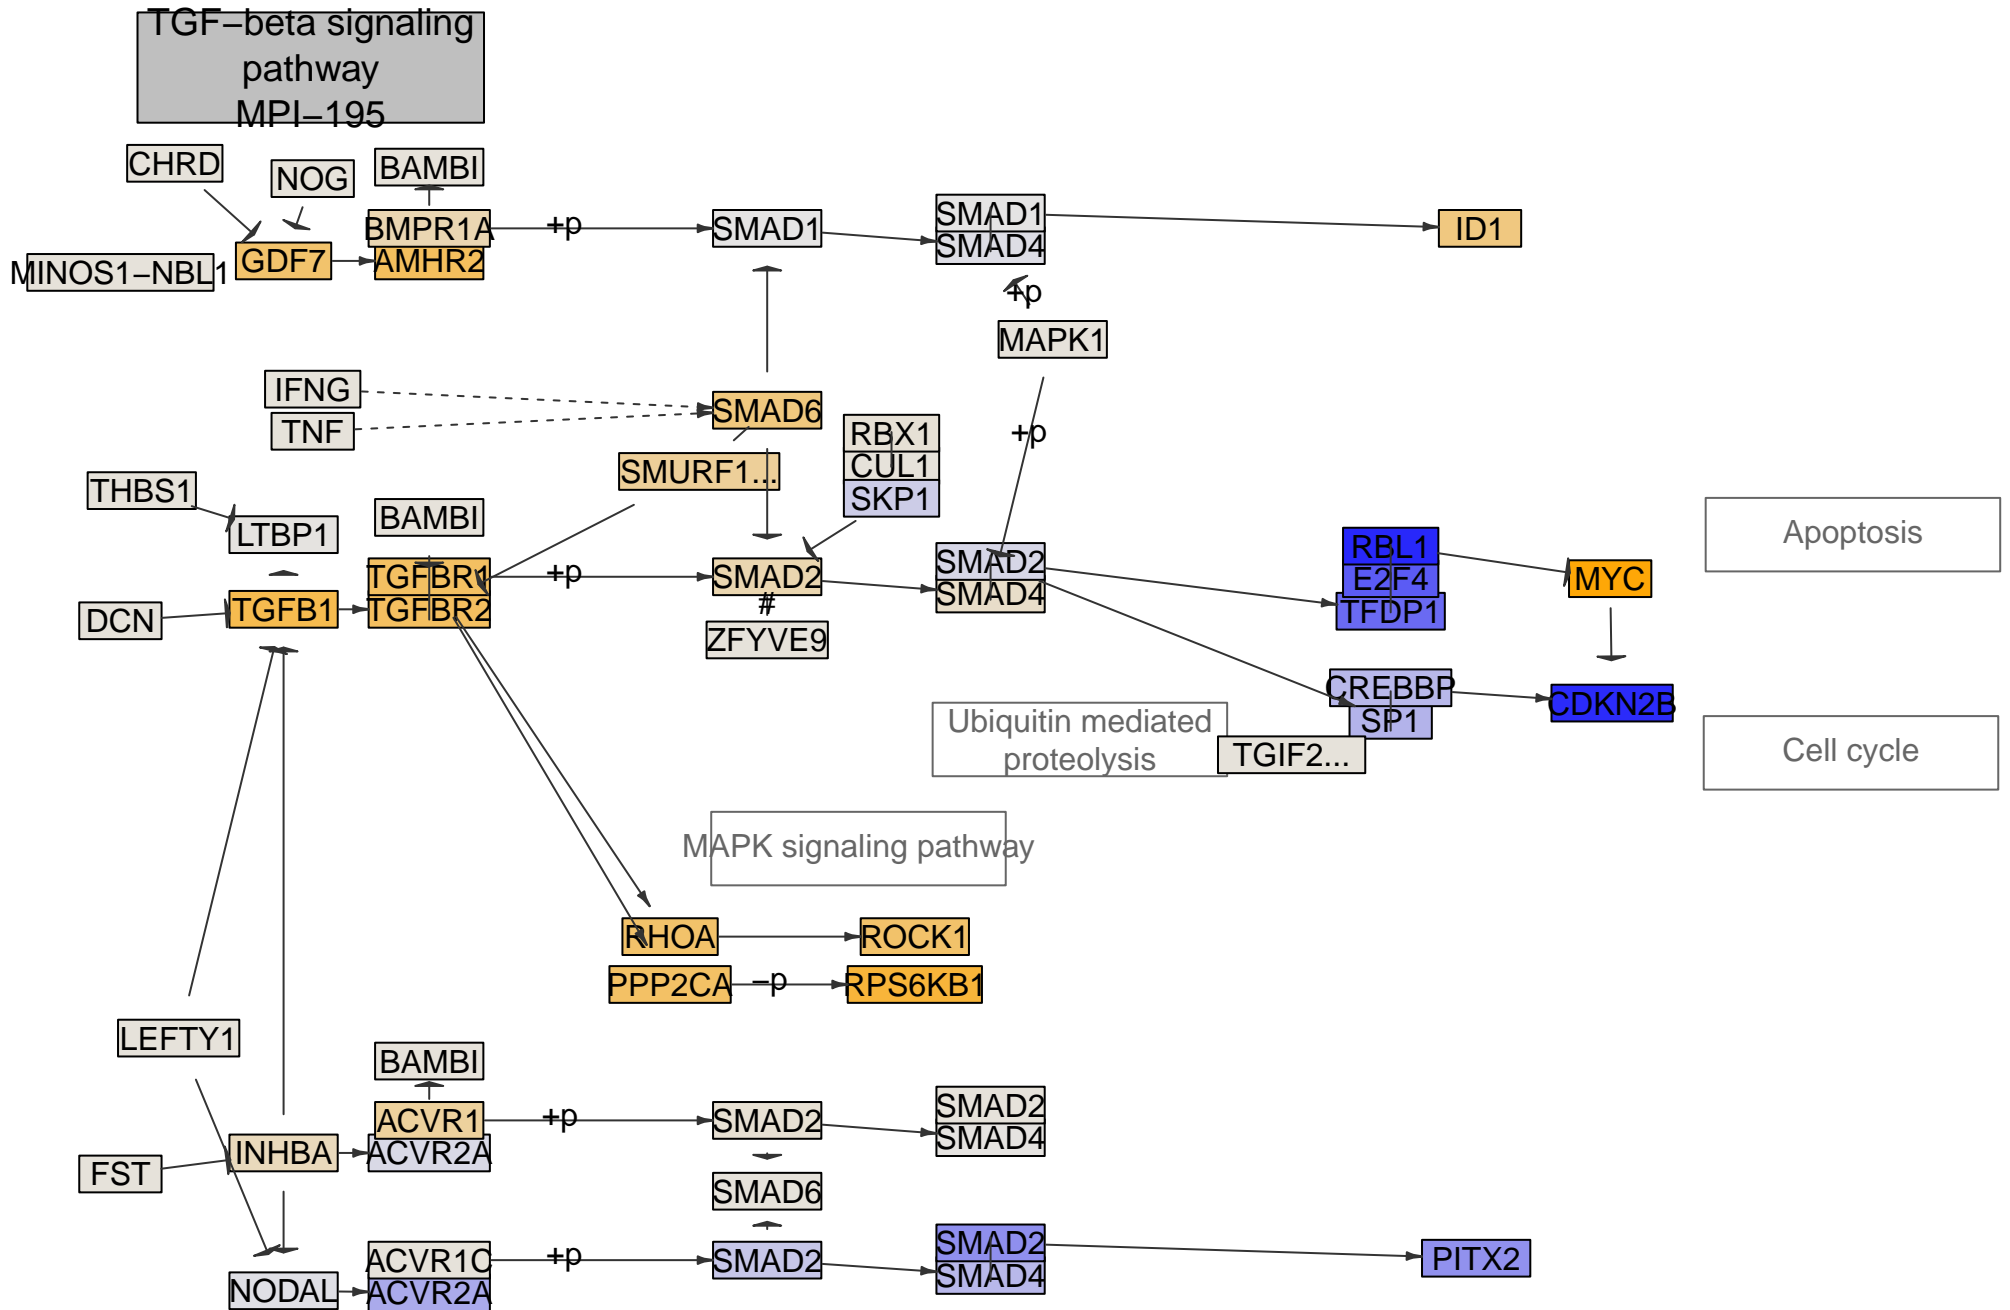 TGF−beta signaling
pathway
MPI−195
CHRD
NOG
BAMBI
BMPR1A
+p
SMAD1
SMAD1
SMAD4
ID1
MINOS1−NBL1
GDF7
AMHR2
+p
MAPK1
IFNG
TNF
SMAD6
RBX1
CUL1
SKP1
+p
SMURF1...
THBS1
LTBP1
BAMBI
Apoptosis
TGFBR1
TGFBR2
+p
SMAD2
#
ZFYVE9
SMAD2
SMAD4
RBL1
E2F4
TFDP1
MYC
DCN
TGFB1
CREBBP
SP1
TGIF2...
CDKN2B
Ubiquitin mediated
proteolysis
Cell cycle
MAPK signaling pathway
RHOA
ROCK1
PPP2CA
−p
RPS6KB1
LEFTY1
BAMBI
ACVR1
ACVR2A
+p
SMAD2
SMAD2
SMAD4
INHBA
FST
SMAD6
ACVR1C
ACVR2A
+p
SMAD2
SMAD2
SMAD4
PITX2
NODAL